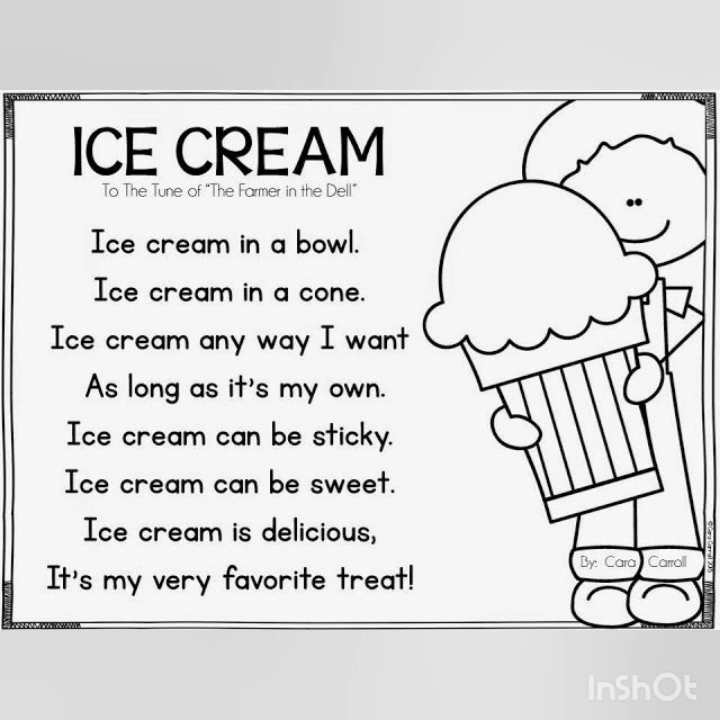 ICE CREAM
To The Tune of "The Farmer in the Dell"
Ice cream in a bowl.
Ice cream in a cone.
Ice cream any way I want
As long as it's my own.
Ice cream can be sticky.
Ice cream can be sweet.
Ice cream is delicious,
It's my very favorite treat!
By: Cara Carroll
InShOt